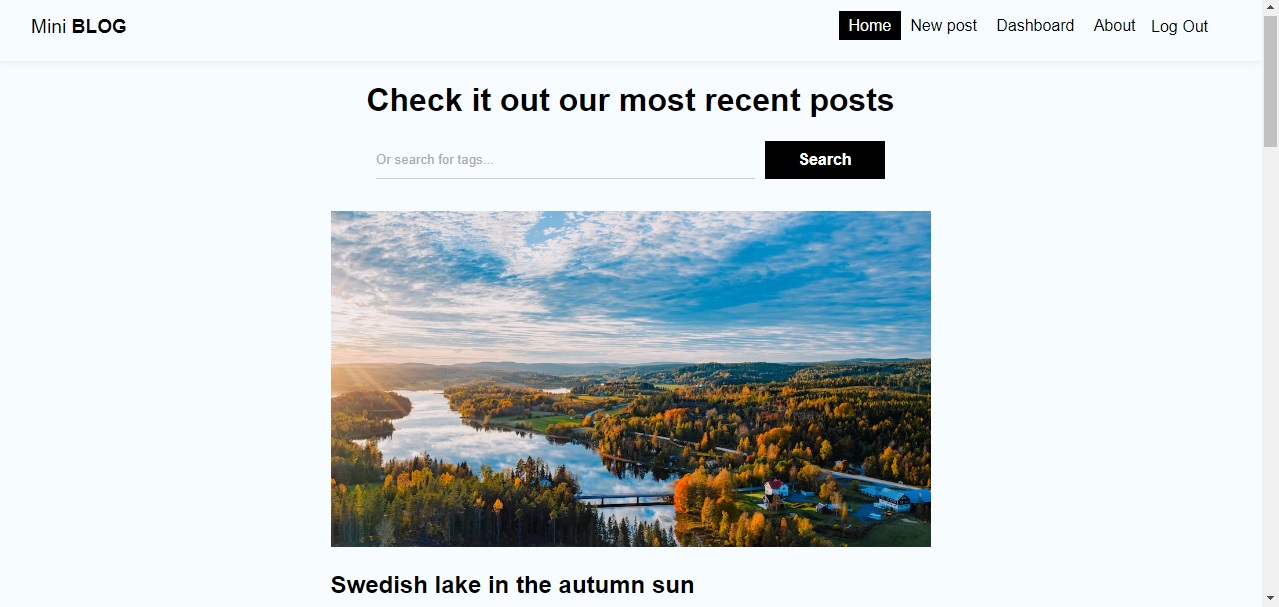 Mini BLOG
Home New post Dashboard About Log Out
Check it out our most recent posts
Or search for tags...
Search
Swedish lake in the autumn sun